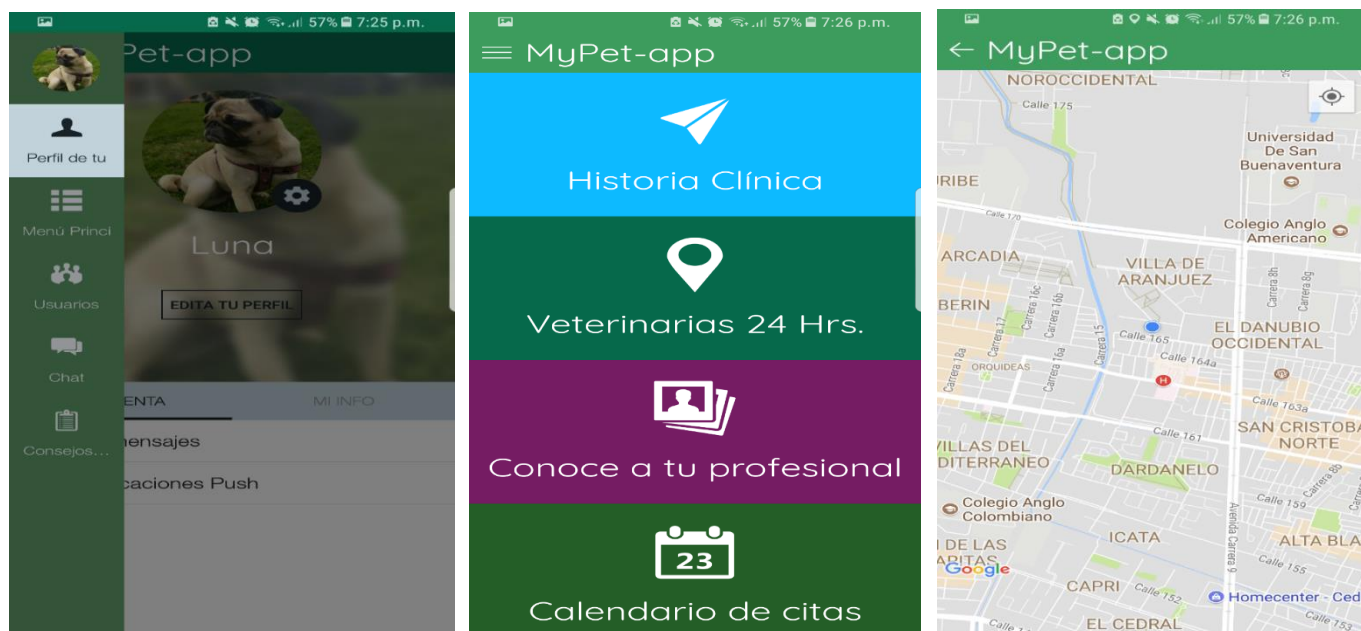 57% 7:25 p.m.
Pet-app
Perfil de tu
Menú Princi
Usuarios
Chat
Consejos...
Luna
EDITA TU PERFIL
ENTA
MI INFO
mensajes
caciones Push
57% 7:26 p.m.
MyPet-app
Historia Clínica
Veterinarias 24 Hrs.
Conoce a tu profesional
23
Calendario de citas
57% 7:26 p.m.
MyPet-app
NOROCCIDENTAL
Calle 175
Universidad
De San
Buenaventura
RIBE
Calle 170
Colegio Anglo
Americano
ARCADIA
VILLA DE
ARANJUEZ
Carrera 8h
Carrera 8g
BERIN
Carrera 16c
Carrera 16b
Carrera 17
Carrera 15
Calle 165
EL DANUBIO
OCCIDENTAL
Carrera 18a
ORQUIDEAS
Carrera 16a
Calle 164a
H
Calle 163a
SAN CRISTOBA
NORTE
Calle 161
VILLAS DEL
DITERRANEO
DARDANELO
Carrera 8b
Calle 159
Colegio Anglo
Colombiano
Avenida Carrera 9
ICATA
ALTA BLA
DE LAS
ARITAS
Google
Calle 155
CAPRI
Calle 152
Homecenter - Ced
EL CEDRAL
Calle 153